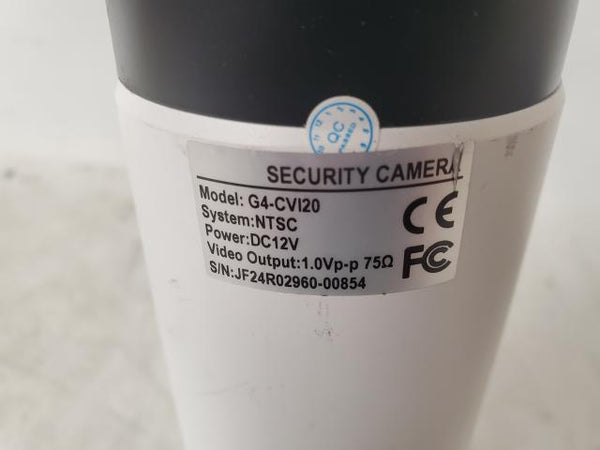 QC
PASSED
SECURITY CAMERA
Model: G4-CVI20
System:NTSC
Power:DC12V
Video Output:1.0Vp-p 75Ω
S/N:JF24R02960-00854
CE
FC